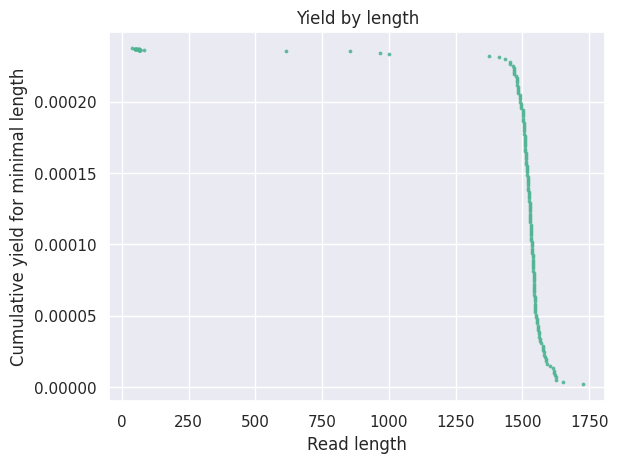 Yield by length
Cumulative yield for minimal length
0.00020
0.00015
0.00010
0.00005
0.00000
0 250 500 750 1000 1250 1500 1750
Read length